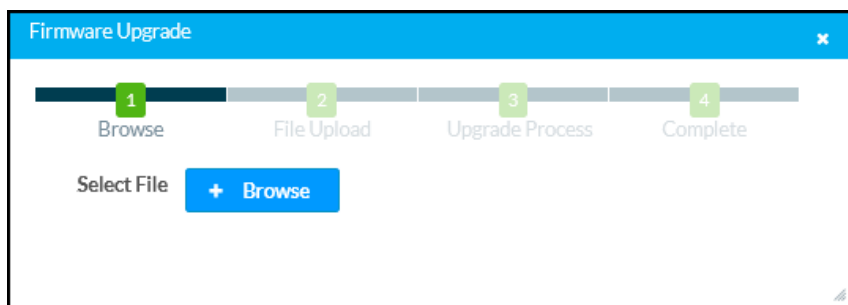 Firmware Upgrade
1 2 3 4
Browse File Upload Upgrade Process Complete
Select File + Browse